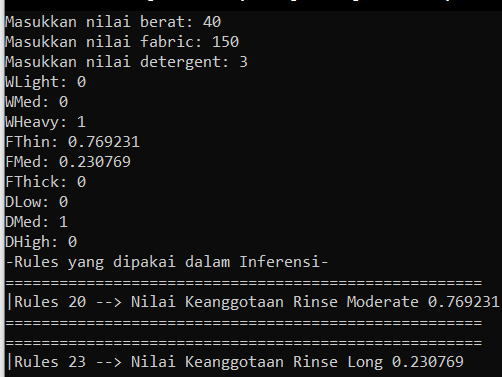 Masukkan nilai berat: 40
Masukkan nilai fabric: 150
Masukkan nilai detergent: 3
WLight: 0
WMed: 0
WHeavy: 1
FThin: 0.769231
FMed: 0.230769
FThick: 0
DLow: 0
DMed: 1
DHigh: 0
-Rules yang dipakai dalam Inferensi-
=====================================================
|Rules 20 --> Nilai Keanggotaan Rinse Moderate 0.769231
=====================================================
=====================================================
|Rules 23 --> Nilai Keanggotaan Rinse Long 0.230769